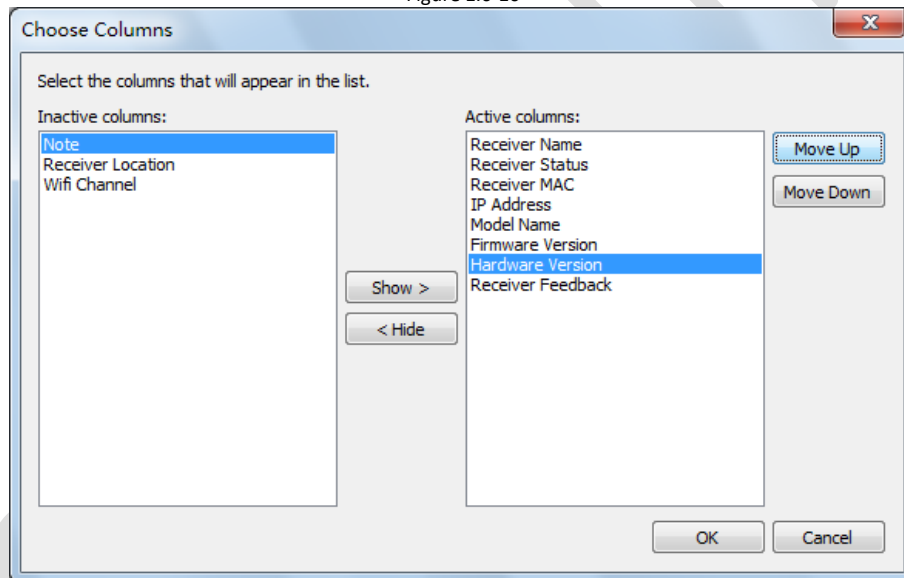 Choose Columns
Select the columns that will appear in the list.
Inactive columns:
Note
Receiver Location
Wifi Channel
Show >
< Hide
Active columns:
Receiver Name
Receiver Status
Receiver MAC
IP Address
Model Name
Firmware Version
Hardware Version
Receiver Feedback
Move Up
Move Down
OK
Cancel